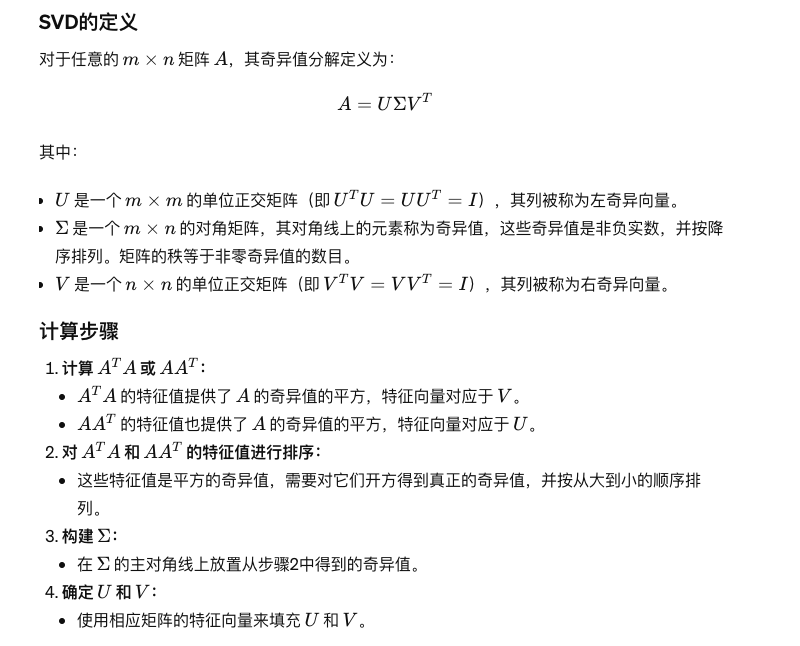 SVD的定义
对于任意的 m × n 矩阵 A，其奇异值分解定义为：
A = UΣV^T
其中：
• U 是一个 m × m 的单位正交矩阵（即 U^T U = UU^T = I），其列被称为左奇异向量。
• Σ 是一个 m × n 的对角矩阵，其对角线上的元素称为奇异值，这些奇异值是非负实数，并按降
序排列。矩阵的秩等于非零奇异值的数目。
• V 是一个 n × n 的单位正交矩阵（即 V^T V = VV^T = I），其列被称为右奇异向量。
计算步骤
1. 计算 A^T A 或 AA^T：
• A^T A 的特征值提供了 A 的奇异值的平方，特征向量对应于 V。
• AA^T 的特征值也提供了 A 的奇异值的平方，特征向量对应于 U。
2. 对 A^T A 和 AA^T 的特征值进行排序：
• 这些特征值是平方的奇异值，需要对它们开方得到真正的奇异值，并按从大到小的顺序排
列。
3. 构建 Σ：
• 在 Σ 的主对角线上放置从步骤2中得到的奇异值。
4. 确定 U 和 V：
• 使用相应矩阵的特征向量来填充 U 和 V。